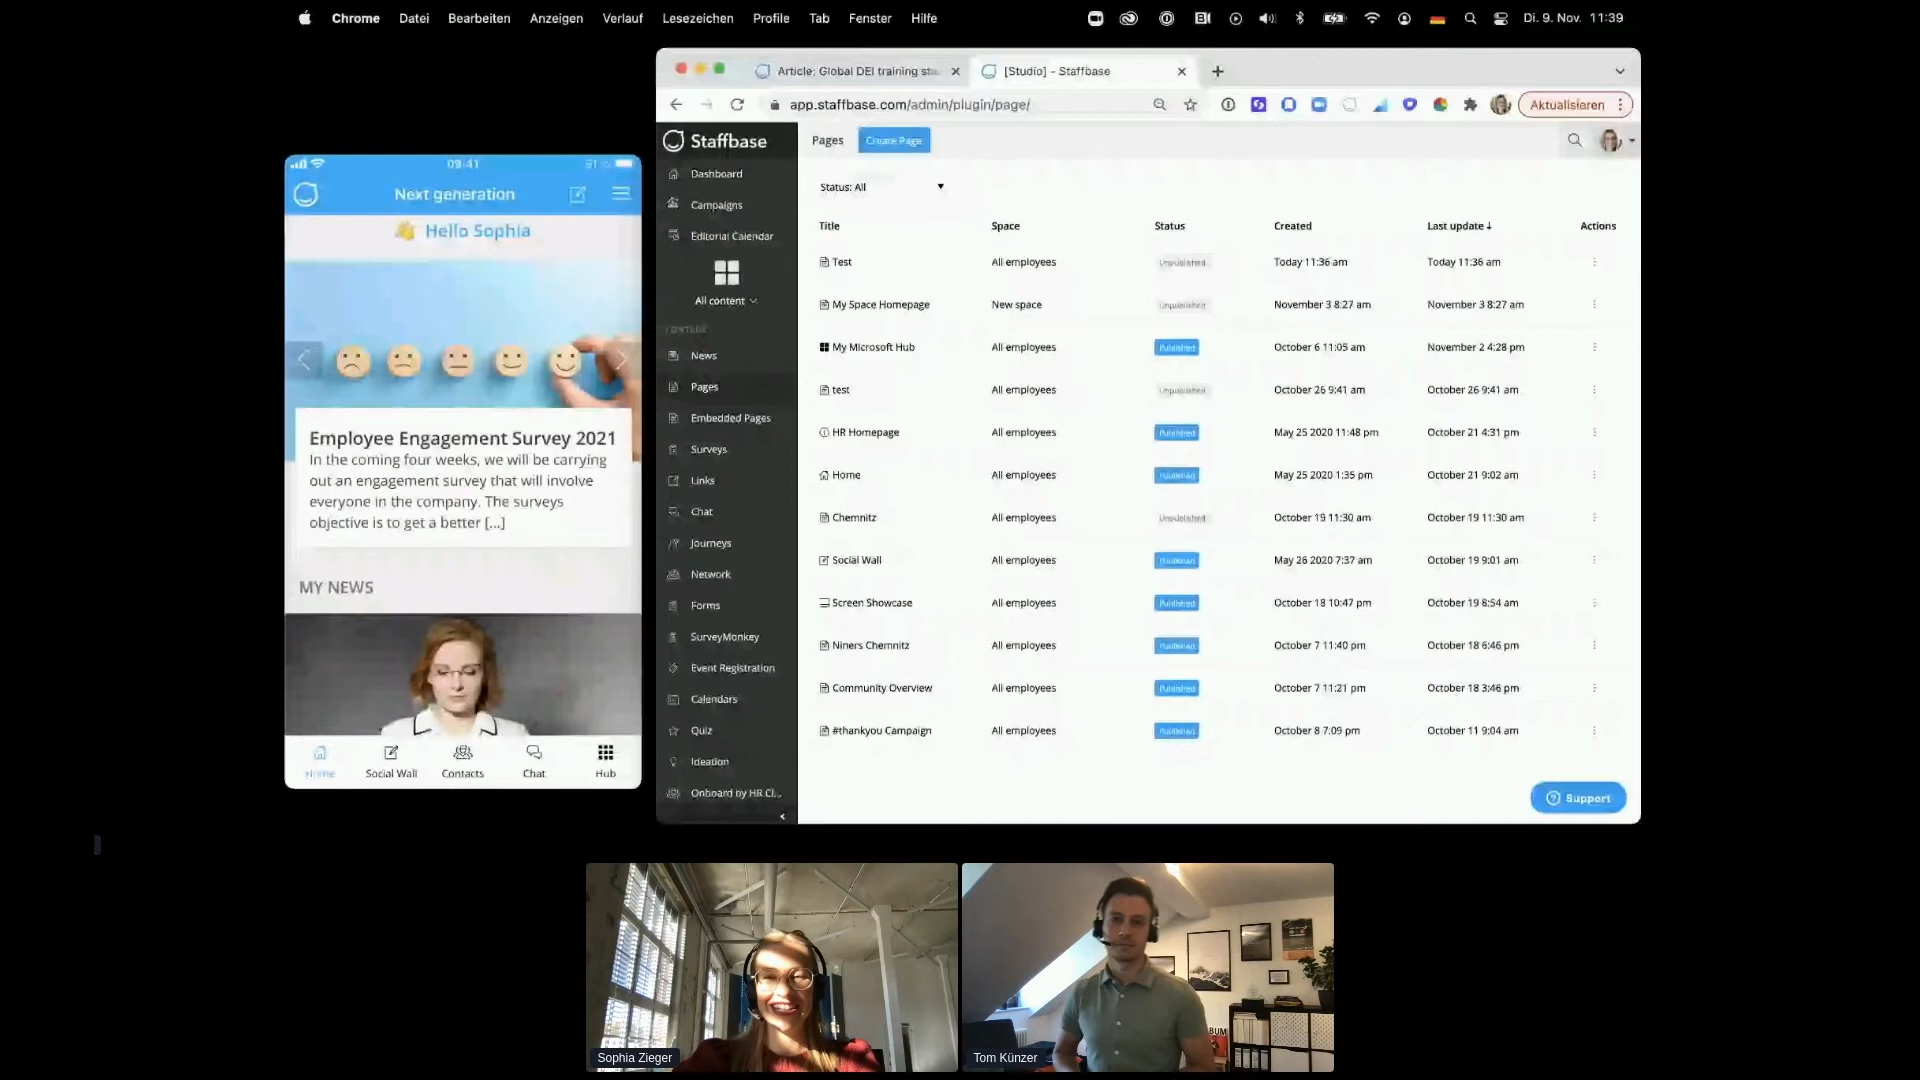 Chrome Datei Bearbeiten Anzeigen Verlauf Lesezeichen Profile Tab Fenster Hilfe
Di. 9. Nov. 11:39
Article: Global DEI training stu
[Studio] - Staffbase
app.staffbase.com/admin/plugin/page/
Aktualisieren
Staffbase
Dashboard
Campaigns
Editorial Calendar
All content
CONTENT
News
Pages
Embedded Pages
Surveys
Links
Chat
Journeys
Network
Forms
SurveyMonkey
Event Registration
Calendars
Quiz
Ideation
Onboard by HR Cl...
Pages Create Page
Status: All
Title Space Status Created Last update Actions
Test All employees Unpublished Today 11:36 am Today 11:36 am
My Space Homepage New space Unpublished November 3 8:27 am November 3 8:27 am
My Microsoft Hub All employees Published October 6 11:05 am November 2 4:28 pm
test All employees Unpublished October 26 9:41 am October 26 9:41 am
HR Homepage All employees Published May 25 2020 11:48 pm October 21 4:31 pm
Home All employees Published May 25 2020 1:35 pm October 21 9:02 am
Chemnitz All employees Unpublished October 19 11:30 am October 19 11:30 am
Social Wall All employees Published May 26 2020 7:37 am October 19 9:01 am
Screen Showcase All employees Published October 18 10:47 pm October 19 8:54 am
Niners Chemnitz All employees Published October 7 11:40 pm October 18 6:46 pm
Community Overview All employees Published October 7 11:21 pm October 18 3:46 pm
#thankyou Campaign All employees Published October 8 7:09 pm October 11 9:04 am
Support
09:41
Next generation
Hello Sophia
Employee Engagement Survey 2021
In the coming four weeks, we will be carrying
out an engagement survey that will involve
everyone in the company. The surveys
objective is to get a better [...]
MY NEWS
Home Social Wall Contacts Chat Hub
Sophia Zieger
Tom Künzer